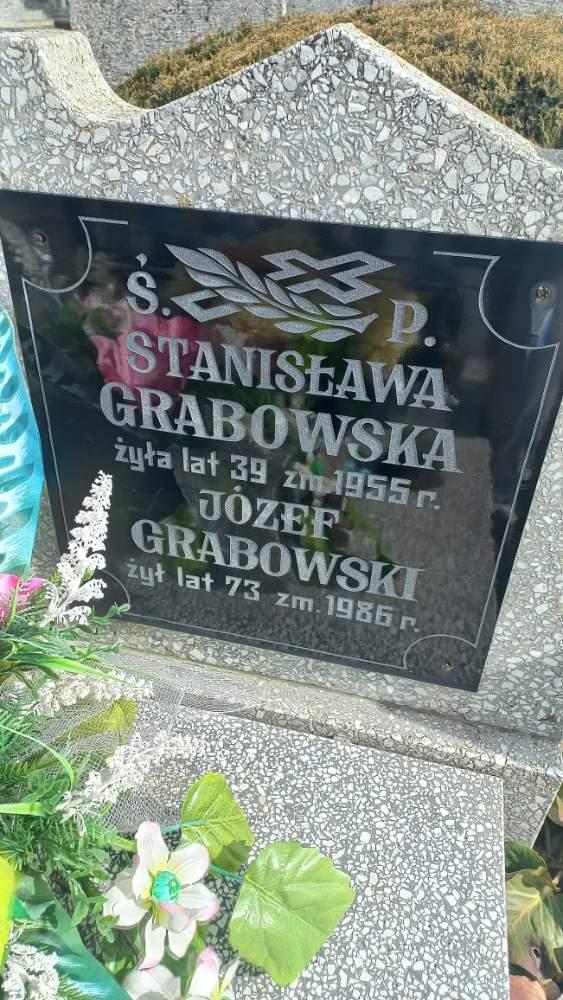 Ś. P.
STANISŁAWA
GRABOWSKA
żyła lat 39 zm.1955 r.
JÓZEF
GRABOWSKI
żył lat 73 zm.1986 r.